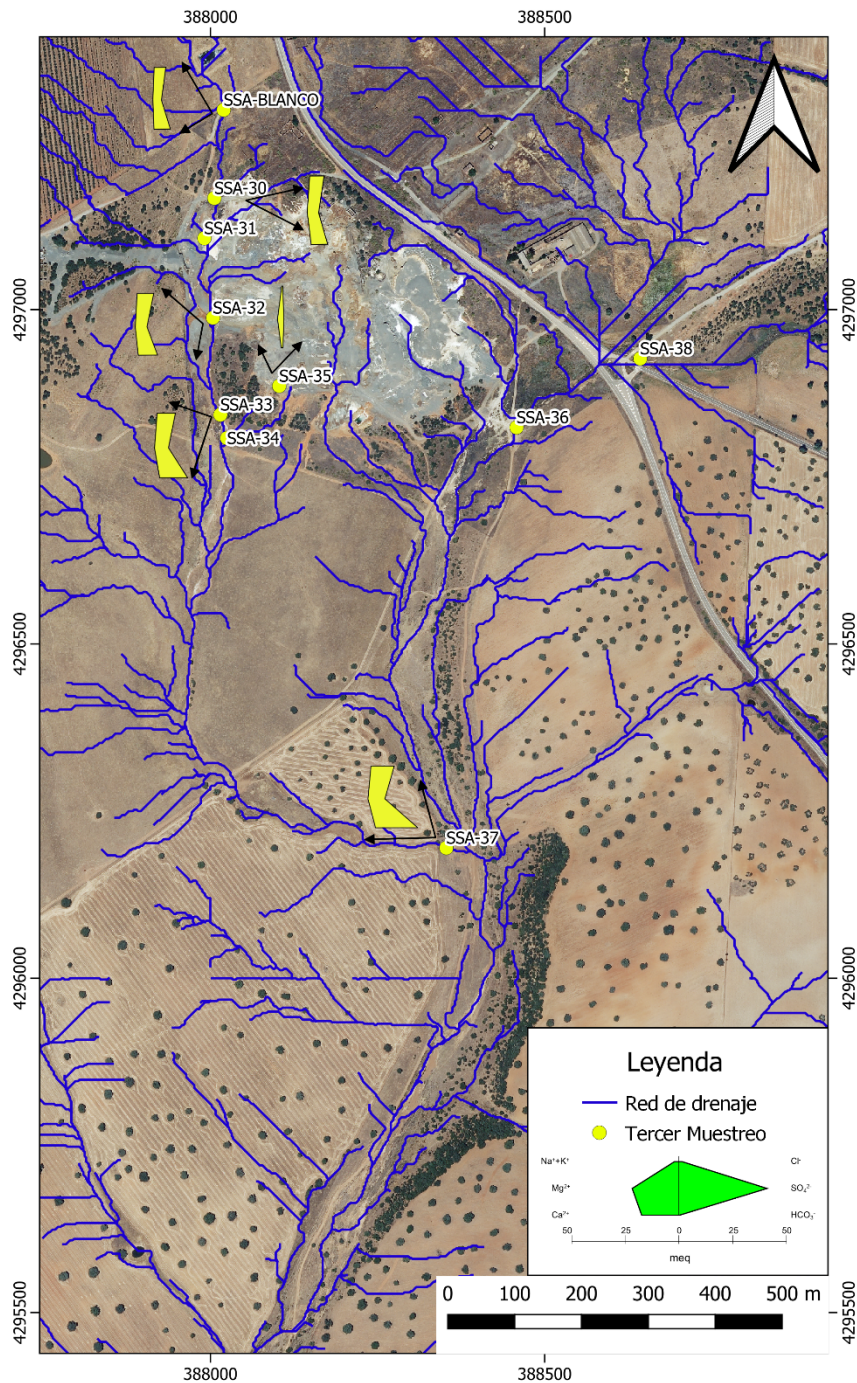 388000
388500
SSA-BLANCO
SSA-30
SSA-31
4297000
4297000
SSA-32
SSA-38
SSA-35
SSA-33
SSA-36
SSA-34
4296500
4296500
SSA-37
4296000
4296000
Leyenda
Red de drenaje
Tercer Muestreo
Na⁺+K⁺
Cl⁻
Mg²⁺
SO₄²
Ca²⁺
HCO₃⁻
50 25 0 25 50
meq
0 100 200 300 400 500 m
4295500
4295500
388000
388500